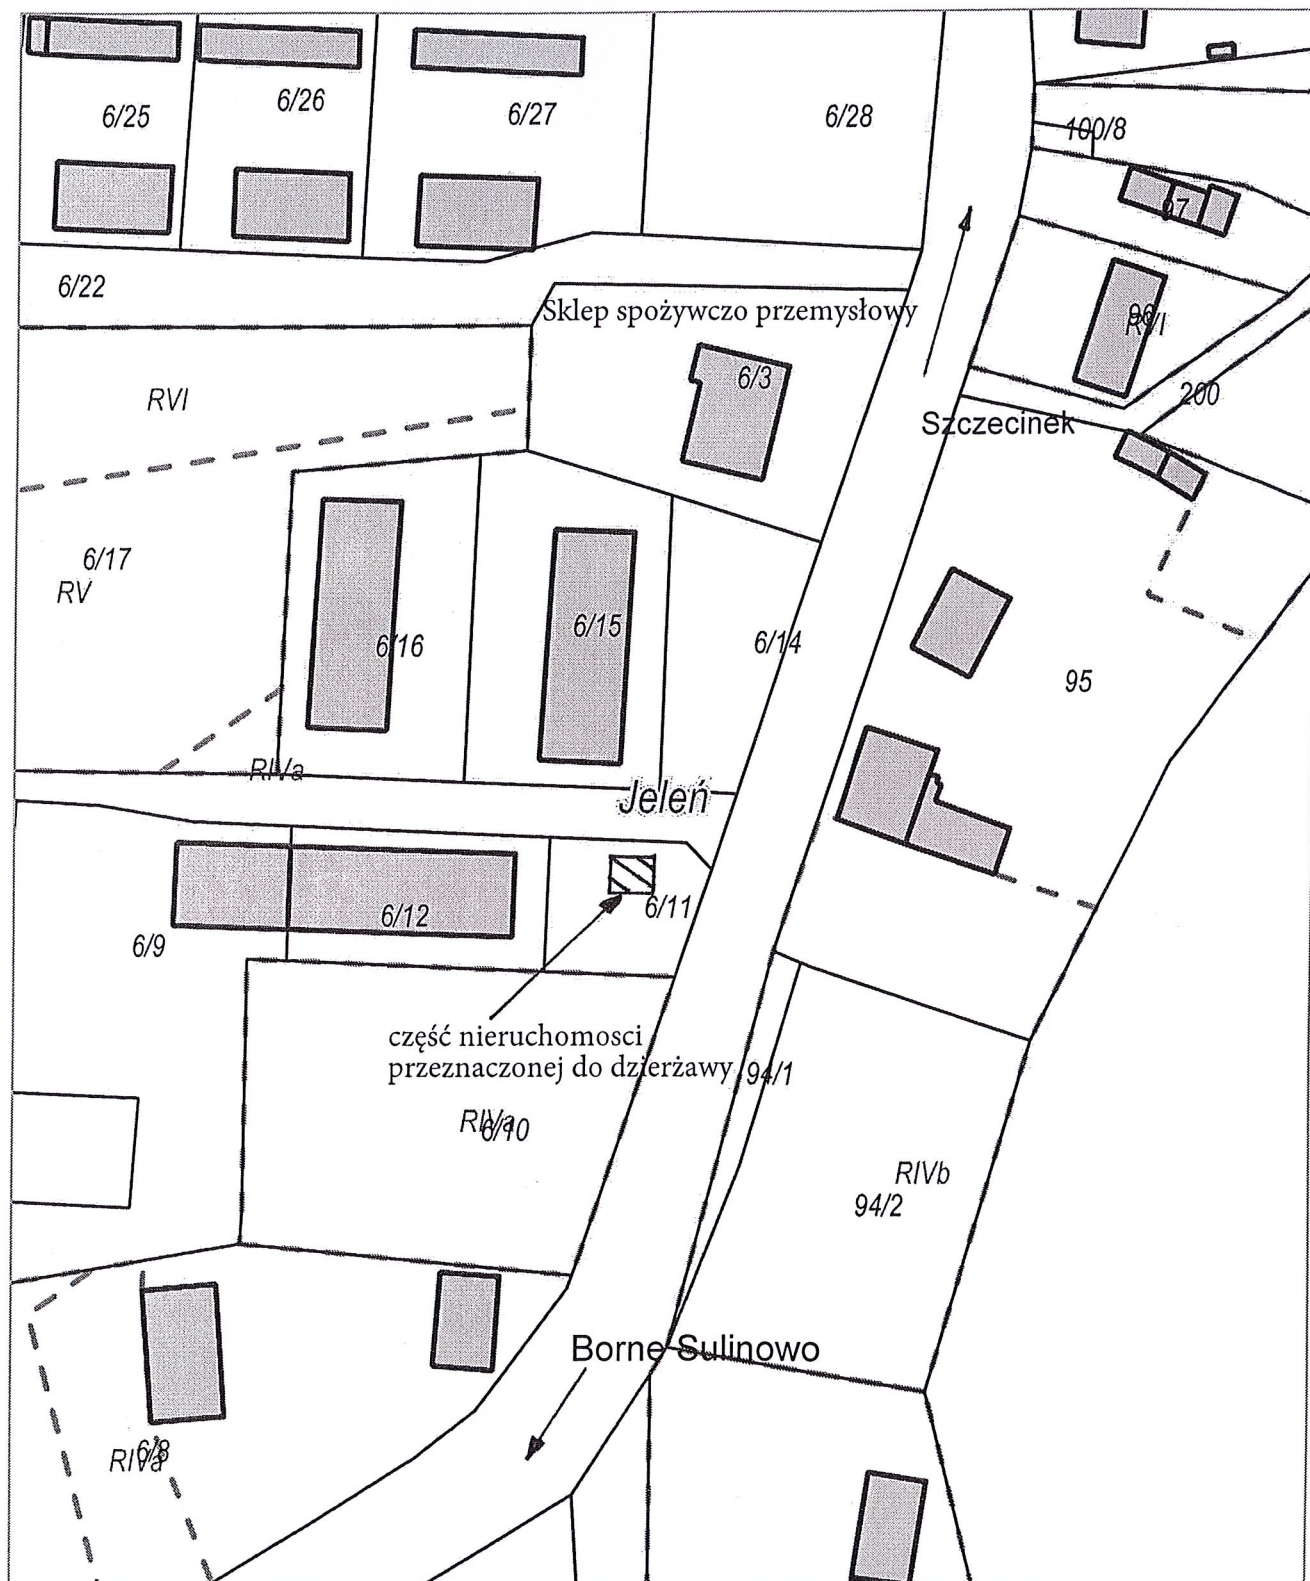 6/25
6/26
6/27
6/28
100/8
97
6/22
Sklep spożywczo przemysłowy
RVI
6/3
RVI
200
Szczecinek
6/17
RV
6/16
6/15
6/14
95
RIVa
Jeleń
6/12
6/11
6/9
część nieruchomosci
przeznaczonej do dzierżawy
94/1
RIVa
6/10
RIVb
94/2
Borne Sulinowo
6/8
RIVa